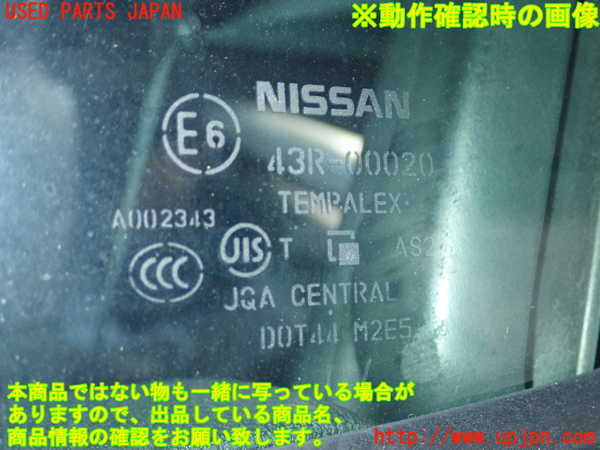 USED PARTS JAPAN
※動作確認時の画像
NISSAN
E6
43R-00020
TEMPALEX
A002343
CCC
JIS T AS2
JQA CENTRAL
DOT44 M2E5
本商品ではない物も一緒に写っている場合が
ありますので、出品している商品名、
商品情報の確認をお願い致します。
http://www.upjpn.com